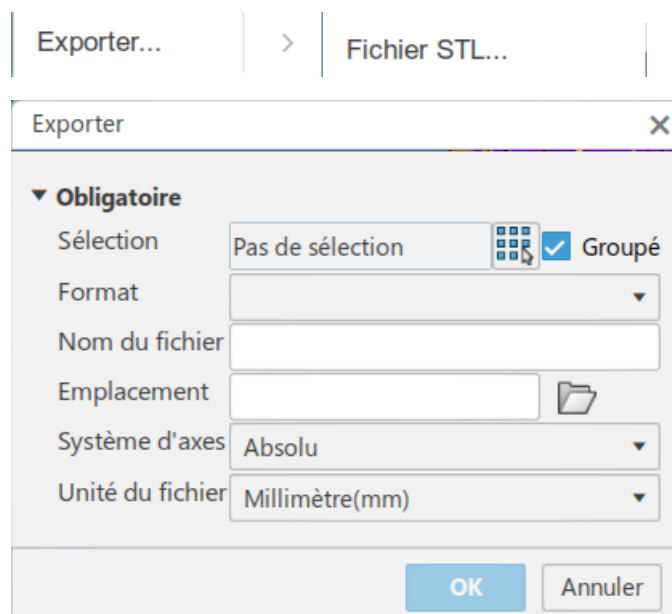 Exporter... > Fichier STL...
Exporter
Obligatoire
Sélection Pas de sélection Groupé
Format
Nom du fichier
Emplacement
Système d'axes Absolu
Unité du fichier Millimètre(mm)
OK Annuler